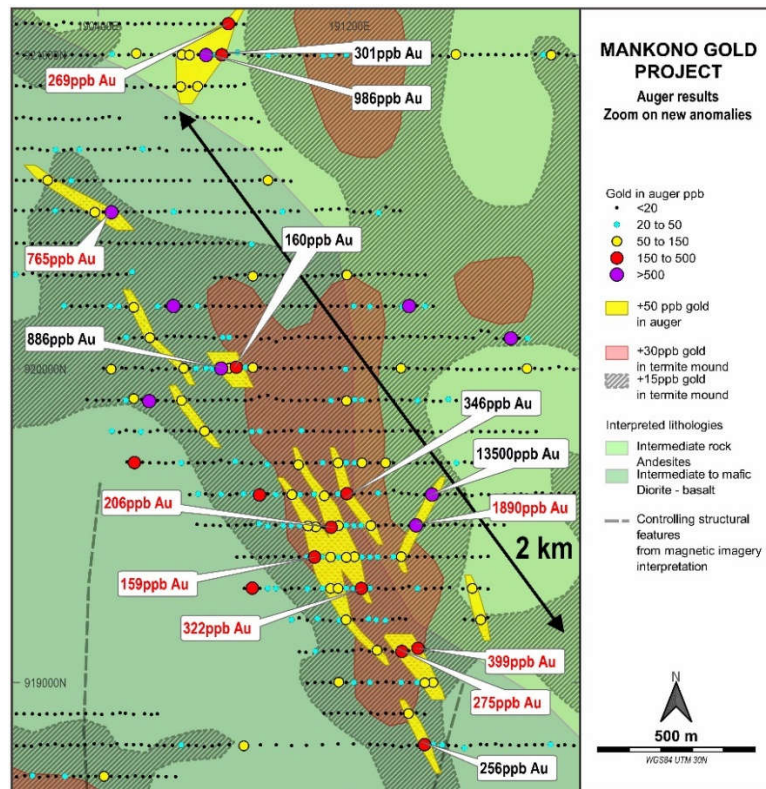 190400E
191200E
921000N
301ppb Au
269ppb Au
986ppb Au
765ppb Au
160ppb Au
886ppb Au
920000N
346ppb Au
13500ppb Au
206ppb Au
1890ppb Au
2 km
159ppb Au
322ppb Au
399ppb Au
919000N
275ppb Au
256ppb Au
MANKONO GOLD
PROJECT
Auger results
Zoom on new anomalies
Gold in auger ppb
<20
20 to 50
50 to 150
150 to 500
>500
+50 ppb gold
in auger
+30ppb gold
in termite mound
+15ppb gold
in termite mound
Interpreted lithologies
Intermediate rock
Andesites
Intermediate to mafic
Diorite - basalt
Controlling structural
features
from magnetic imagery
interpretation
N
500 m
WGS84 UTM 30N